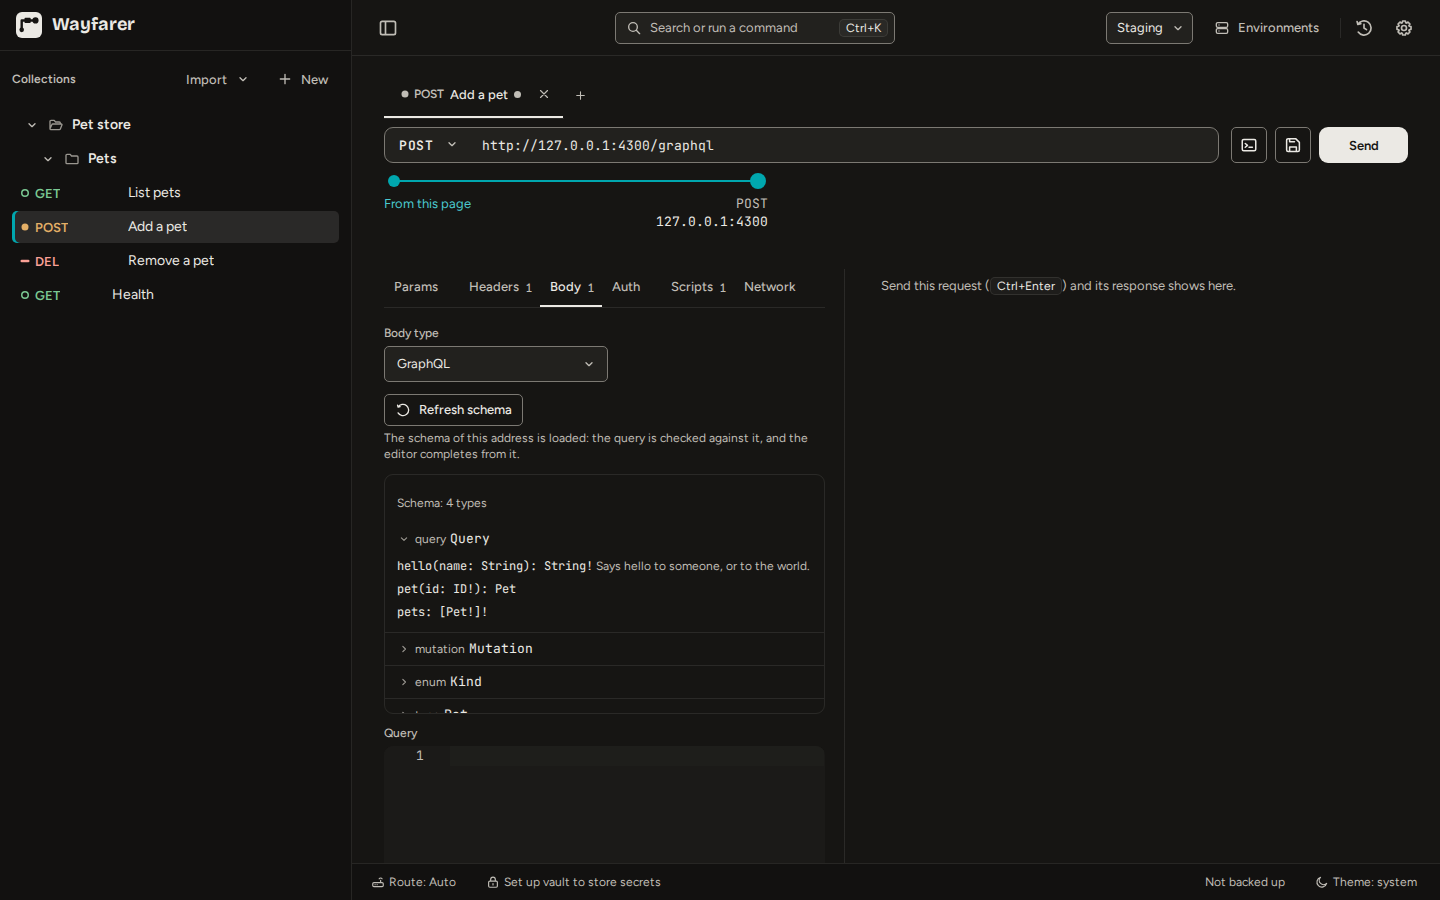 Wayfarer
Search or run a command Ctrl+K
Staging
Environments
Collections
Import
New
Pet store
Pets
GET List pets
POST Add a pet
DEL Remove a pet
GET Health
POST Add a pet
POST http://127.0.0.1:4300/graphql
Send
From this page
POST
127.0.0.1:4300
Params Headers 1 Body 1 Auth Scripts 1 Network
Body type
GraphQL
Refresh schema
The schema of this address is loaded: the query is checked against it, and the
editor completes from it.
Schema: 4 types
query Query
hello(name: String): String! Says hello to someone, or to the world.
pet(id: ID!): Pet
pets: [Pet!]!
mutation Mutation
enum Kind
Pet
Query
1
Send this request (Ctrl+Enter) and its response shows here.
Route: Auto
Set up vault to store secrets
Not backed up
Theme: system